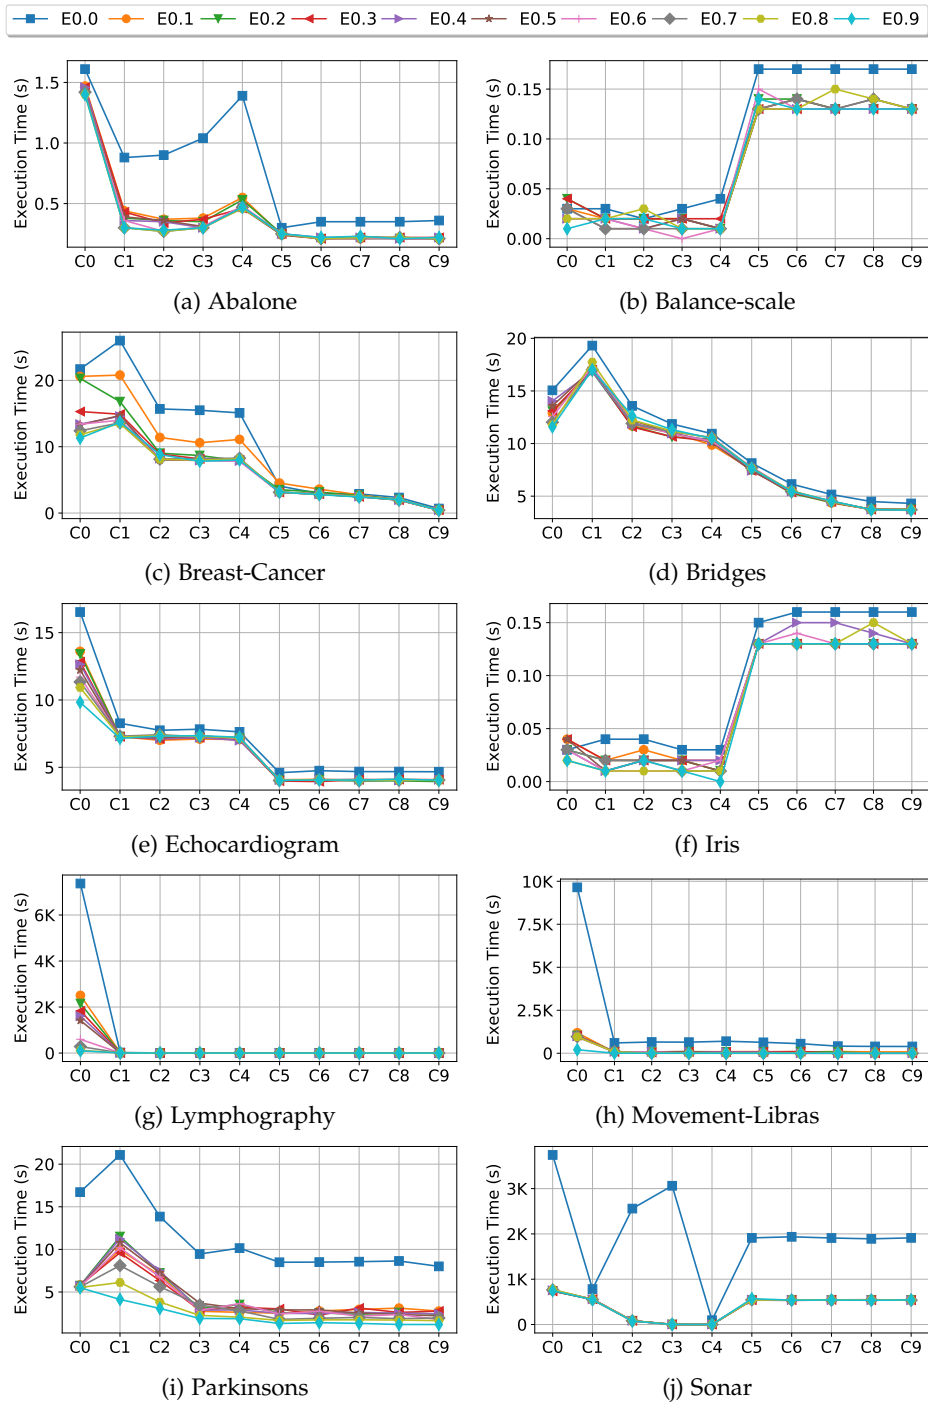 E0.0 E0.1 E0.2 E0.3 E0.4 E0.5 E0.6 E0.7 E0.8 E0.9
Execution Time (s)
1.5
1.0
0.5
C0 C1 C2 C3 C4 C5 C6 C7 C8 C9
(a) Abalone
Execution Time (s)
0.15
0.10
0.05
0.00
C0 C1 C2 C3 C4 C5 C6 C7 C8 C9
(b) Balance-scale
Execution Time (s)
20
10
0
C0 C1 C2 C3 C4 C5 C6 C7 C8 C9
(c) Breast-Cancer
Execution Time (s)
20
15
10
5
C0 C1 C2 C3 C4 C5 C6 C7 C8 C9
(d) Bridges
Execution Time (s)
15
10
5
C0 C1 C2 C3 C4 C5 C6 C7 C8 C9
(e) Echocardiogram
Execution Time (s)
0.15
0.10
0.05
0.00
C0 C1 C2 C3 C4 C5 C6 C7 C8 C9
(f) Iris
Execution Time (s)
6K
4K
2K
0
C0 C1 C2 C3 C4 C5 C6 C7 C8 C9
(g) Lymphography
Execution Time (s)
10K
7.5K
5K
2.5K
0
C0 C1 C2 C3 C4 C5 C6 C7 C8 C9
(h) Movement-Libras
Execution Time (s)
20
15
10
5
C0 C1 C2 C3 C4 C5 C6 C7 C8 C9
(i) Parkinsons
Execution Time (s)
3K
2K
1K
0
C0 C1 C2 C3 C4 C5 C6 C7 C8 C9
(j) Sonar